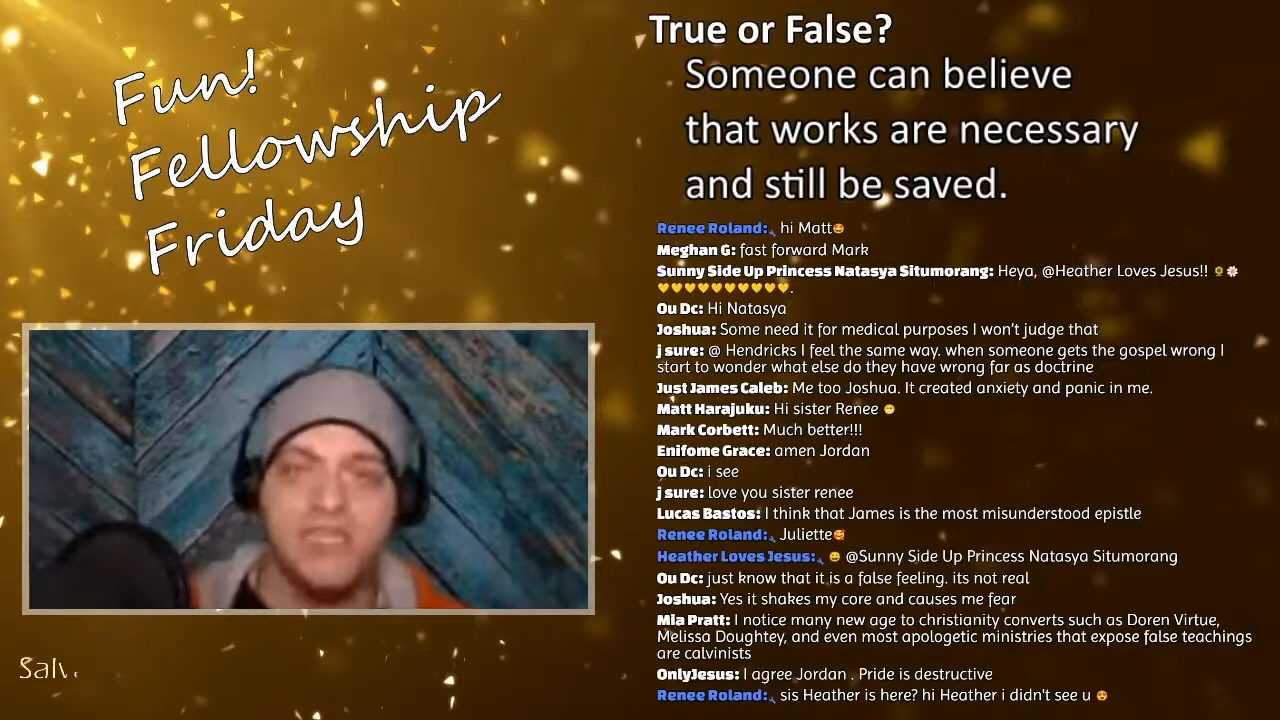 Fun!
Fellowship
Friday
True or False?
Someone can believe
that works are necessary
and still be saved.
Renee Roland: hi Matt🤩
Meghan G: fast forward Mark
Sunny Side Up Princess Natasya Situmorang: Heya, @Heather Loves Jesus!! 🌻🌼
💛💛💛💛💛💛💛💛💛💛💛.
Ou Dc: Hi Natasya
Joshua: Some need it for medical purposes I won't judge that
j sure: @ Hendricks I feel the same way. when someone gets the gospel wrong I
start to wonder what else do they have wrong far as doctrine
Just James Caleb: Me too Joshua. It created anxiety and panic in me.
Matt Harajuku: Hi sister Renee 😁
Mark Corbett: Much better!!!
Enifome Grace: amen Jordan
Ou Dc: i see
j sure: love you sister renee
Lucas Bastos: I think that James is the most misunderstood epistle
Renee Roland: Juliette🥰
Heather Loves Jesus: 😀 @Sunny Side Up Princess Natasya Situmorang
Ou Dc: just know that it is a false feeling. its not real
Joshua: Yes it shakes my core and causes me fear
Mia Pratt: I notice many new age to christianity converts such as Doren Virtue,
Melissa Doughtey, and even most apologetic ministries that expose false teachings
are calvinists
OnlyJesus: I agree Jordan . Pride is destructive
Renee Roland: sis Heather is here? hi Heather i didn't see u 😍
Salv